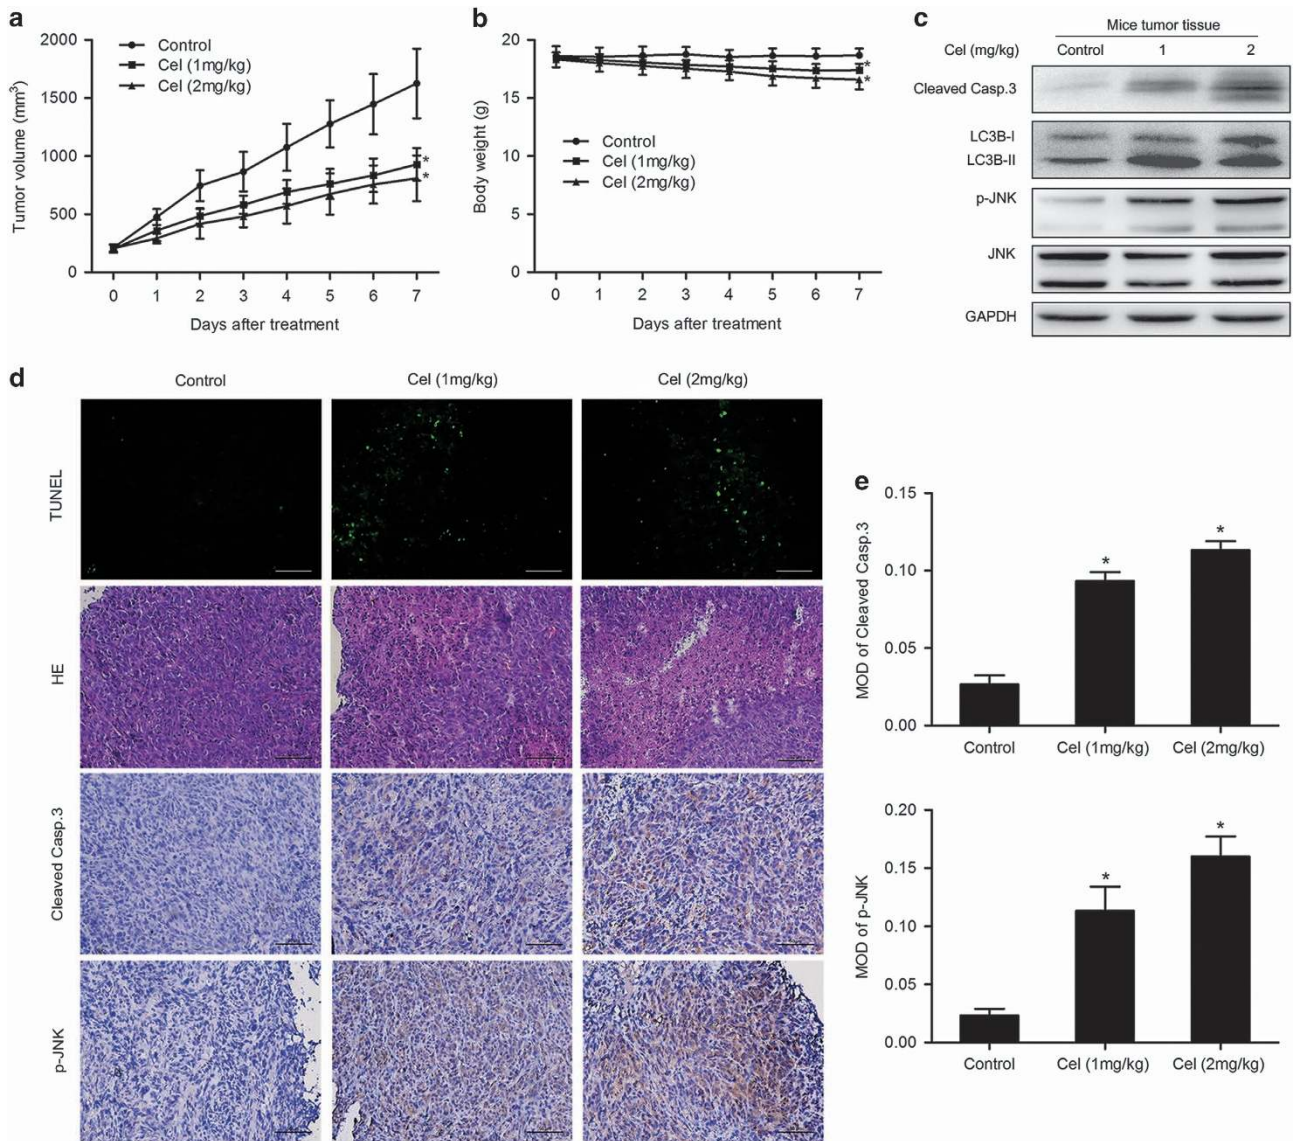 a
2000
1500
1000
500
0
Tumor volume (mm³)
Control
Cel (1mg/kg)
Cel (2mg/kg)
*
*
0 1 2 3 4 5 6 7
Days after treatment
b
20
15
10
5
0
Body weight (g)
Control
Cel (1mg/kg)
Cel (2mg/kg)
*
*
0 1 2 3 4 5 6 7
Days after treatment
c
Mice tumor tissue
Cel (mg/kg) Control 1 2
Cleaved Casp.3
LC3B-I
LC3B-II
p-JNK
JNK
GAPDH
d
Control Cel (1mg/kg) Cel (2mg/kg)
TUNEL
HE
Cleaved Casp.3
p-JNK
e
0.15
0.10
0.05
0.00
MOD of Cleaved Casp.3
*
*
Control Cel (1mg/kg) Cel (2mg/kg)
0.20
0.15
0.10
0.05
0.00
MOD of p-JNK
*
*
Control Cel (1mg/kg) Cel (2mg/kg)